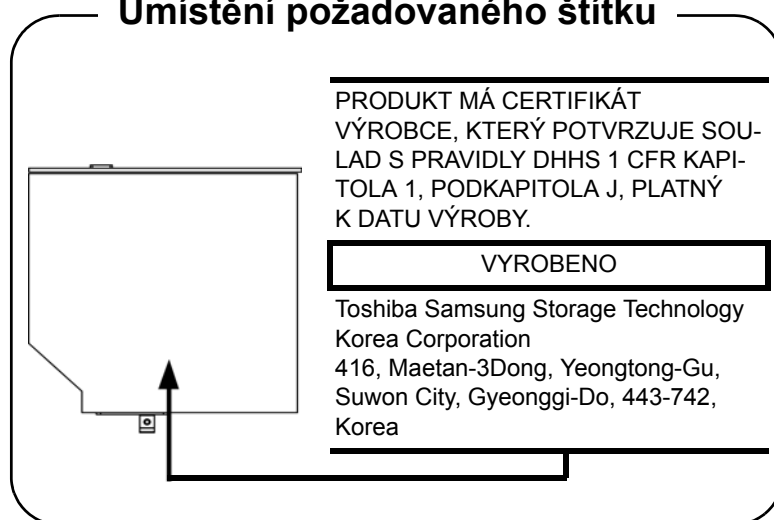 Umístění požadovaného štítku
PRODUKT MÁ CERTIFIKÁT
VÝROBCE, KTERÝ POTVRZUJE SOU-
LAD S PRAVIDLY DHHS 1 CFR KAPI-
TOLA 1, PODKAPITOLA J, PLATNÝ
K DATU VÝROBY.
VYROBENO
Toshiba Samsung Storage Technology
Korea Corporation
416, Maetan-3Dong, Yeongtong-Gu,
Suwon City, Gyeonggi-Do, 443-742,
Korea